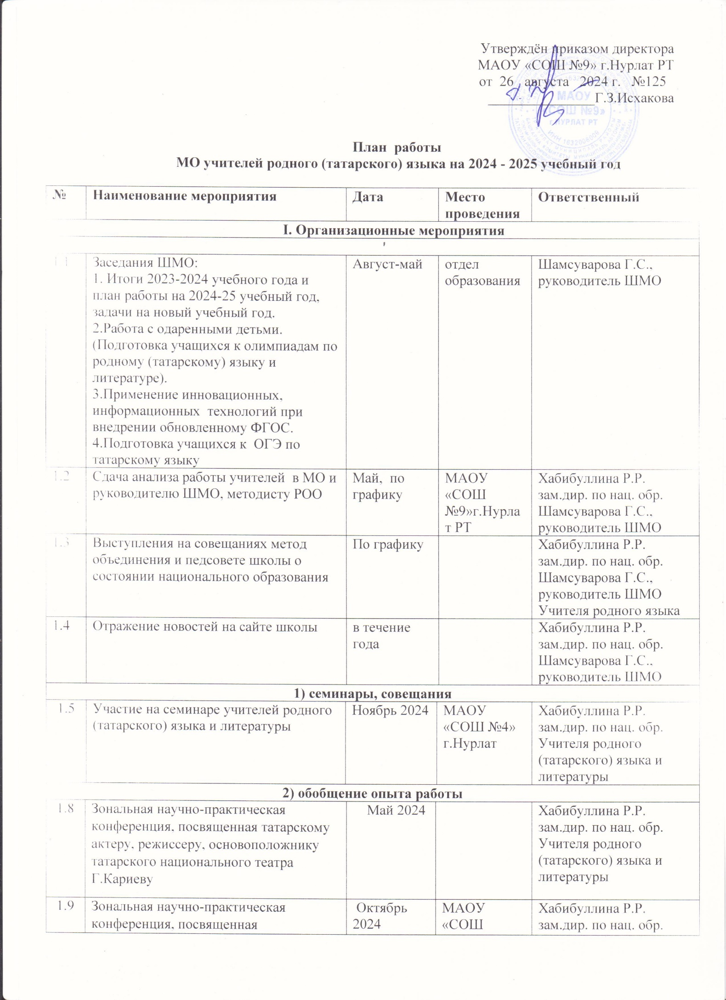 Утверждён приказом директора
МАОУ «СОШ №9» г.Нурлат РТ
от 26 августа 2024 г. №125
Г.З.Исхакова
МАОУ
«СОШ №9»
г.НУРЛАТ РТ
ИНН 1632008009
План работы
МО учителей родного (татарского) языка на 2024 - 2025 учебный год
№ Наименование мероприятия Дата Место Ответственный
проведения
I. Организационные мероприятия
1.1 Заседания ШМО: Август-май отдел Шамсуварова Г.С.,
1. Итоги 2023-2024 учебного года и образования руководитель ШМО
план работы на 2024-25 учебный год,
задачи на новый учебный год.
2.Работа с одаренными детьми.
(Подготовка учащихся к олимпиадам по
родному (татарскому) языку и
литературе).
3.Применение инновационных,
информационных технологий при
внедрении обновленному ФГОС.
4.Подготовка учащихся к ОГЭ по
татарскому языку
1.2 Сдача анализа работы учителей в МО и Май, по МАОУ Хабибуллина Р.Р.
руководителю ШМО, методисту РОО графику «СОШ зам.дир. по нац. обр.
№9»г.Нурла Шамсуварова Г.С.,
т РТ руководитель ШМО
1.3 Выступления на совещаниях метод По графику Хабибуллина Р.Р.
объединения и педсовете школы о зам.дир. по нац. обр.
состоянии национального образования Шамсуварова Г.С.,
руководитель ШМО
Учителя родного языка
1.4 Отражение новостей на сайте школы в течение Хабибуллина Р.Р.
года зам.дир. по нац. обр.
Шамсуварова Г.С.,
руководитель ШМО
1) семинары, совещания
1.5 Участие на семинаре учителей родного Ноябрь 2024 МАОУ Хабибуллина Р.Р.
(татарского) языка и литературы «СОШ №4» зам.дир. по нац. обр.
г.Нурлат Учителя родного
(татарского) языка и
литературы
2) обобщение опыта работы
1.8 Зональная научно-практическая Май 2024 Хабибуллина Р.Р.
конференция, посвященная татарскому зам.дир. по нац. обр.
актеру, режиссеру, основоположнику Учителя родного
татарского национального театра (татарского) языка и
Г.Кариеву литературы
1.9 Зональная научно-практическая Октябрь МАОУ Хабибуллина Р.Р.
конференция, посвященная 2024 «СОШ зам.дир. по нац. обр.